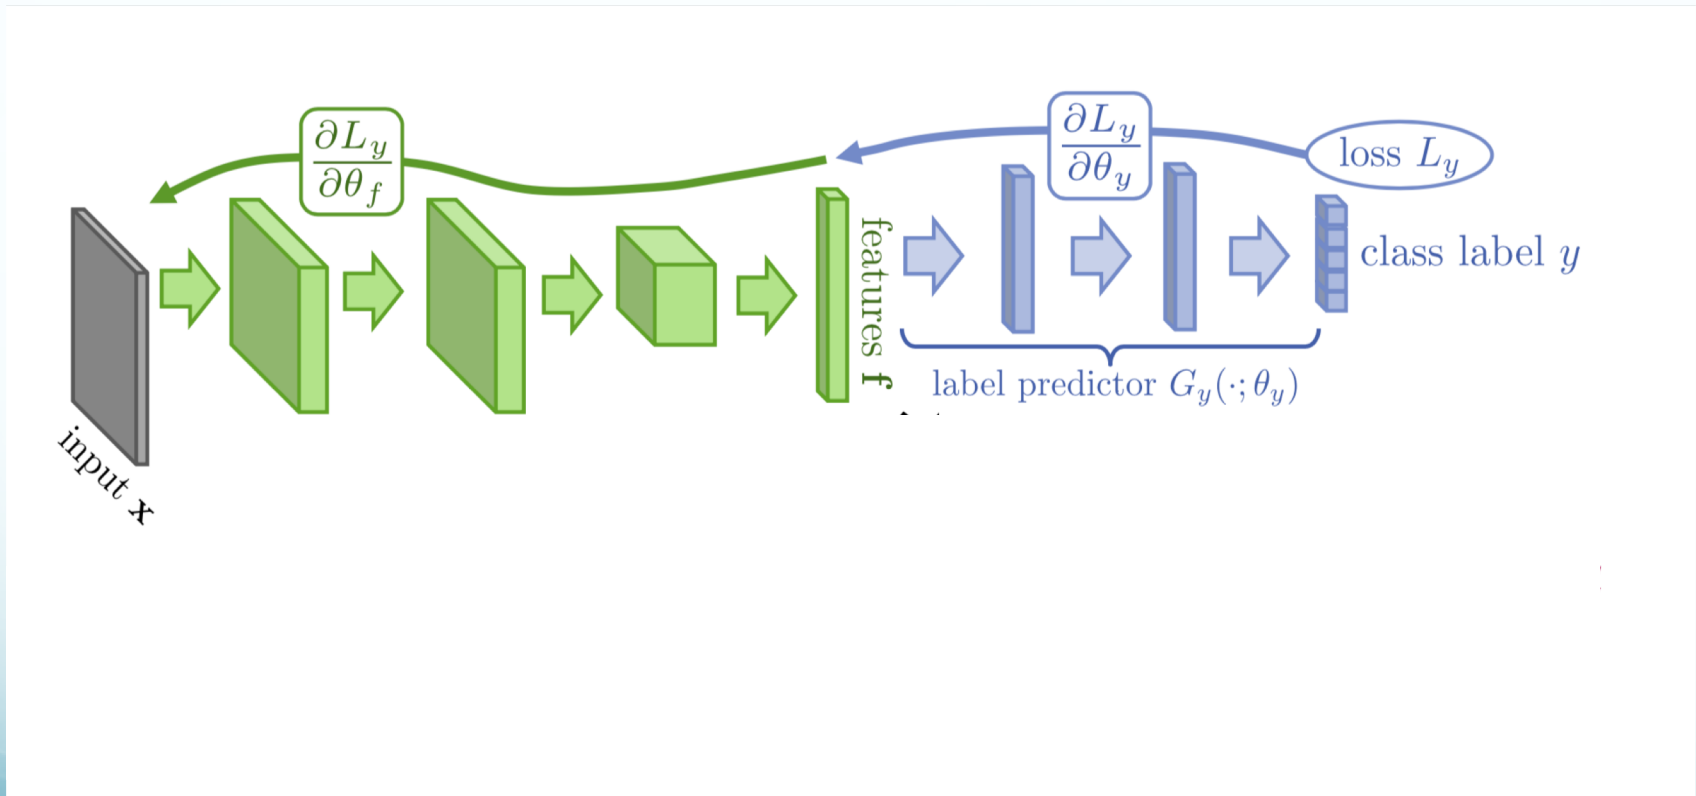 ∂L_y
∂θ_f
∂L_y
∂θ_y
loss L_y
features f
class label y
label predictor G_y(·; θ_y)
input x